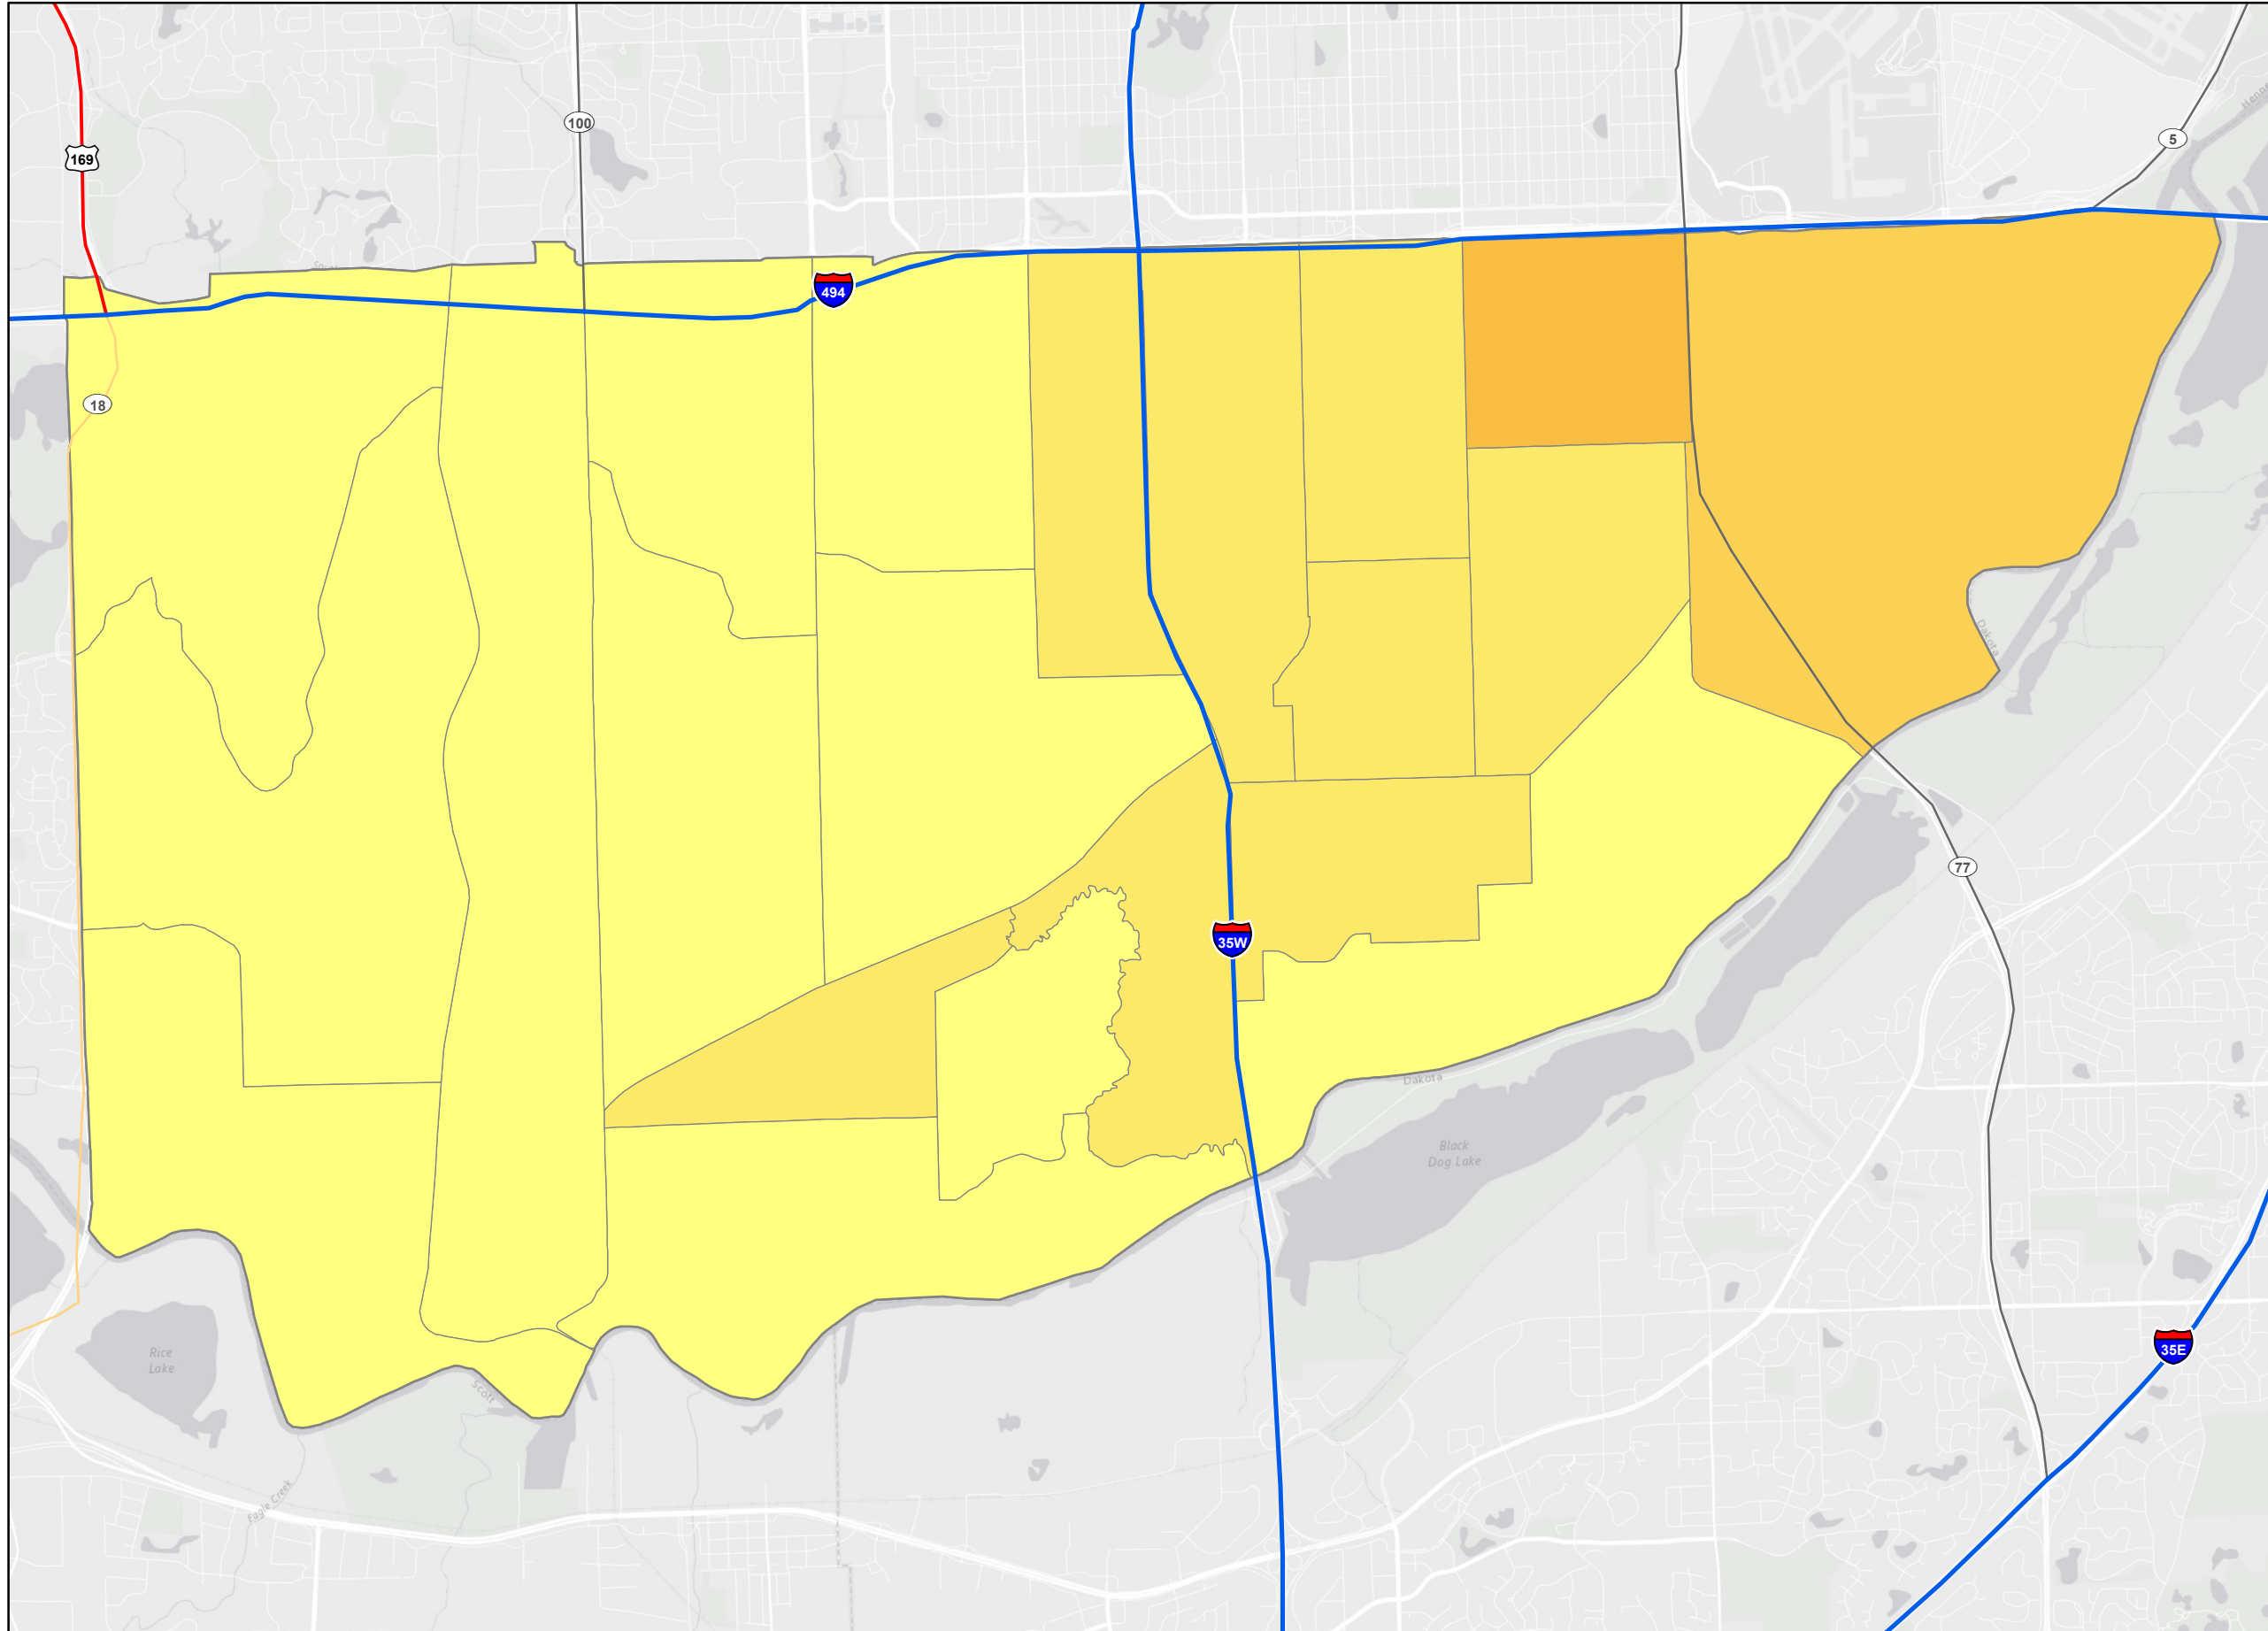 100
5
169
494
18
Dakota
77
35W
Dakota
Black
Dog Lake
35E
Rice
Lake
Scott
Eagle Creek